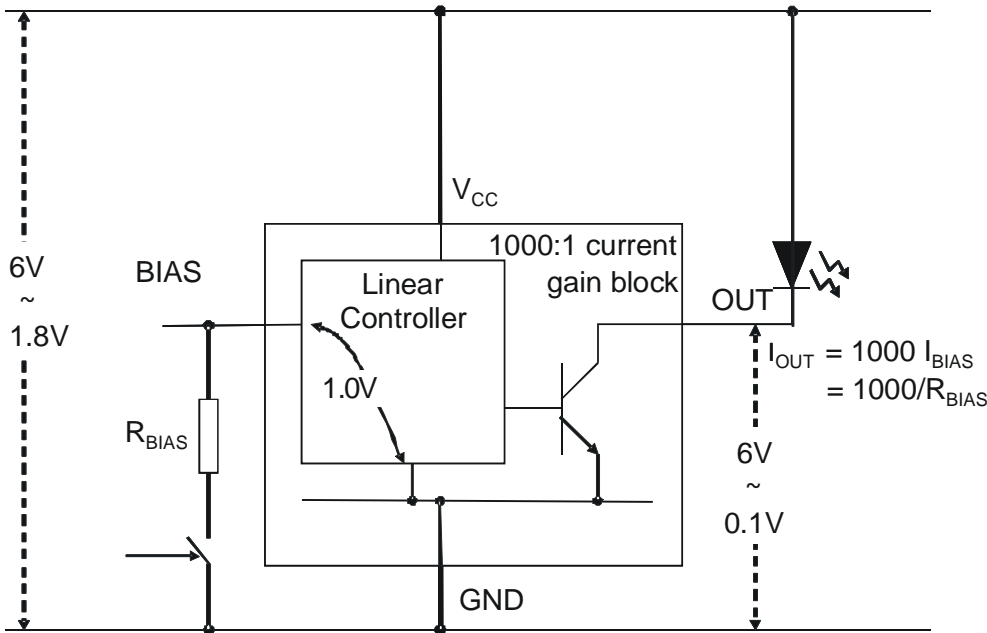 V_CC
1000:1 current
gain block
6V
~
1.8V
BIAS
Linear
Controller
OUT
1.0V
I_OUT = 1000 I_BIAS
= 1000/R_BIAS
R_BIAS
6V
~
0.1V
GND